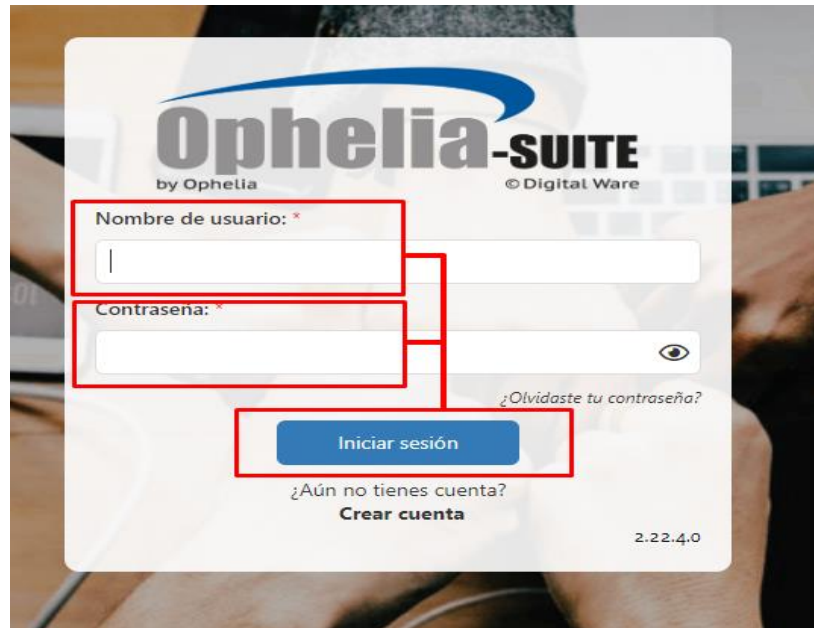 Ophelia-SUITE
by Ophelia © Digital Ware
Nombre de usuario: *
Contraseña: *
¿Olvidaste tu contraseña?
Iniciar sesión
¿Aún no tienes cuenta?
Crear cuenta
2.22.4.0